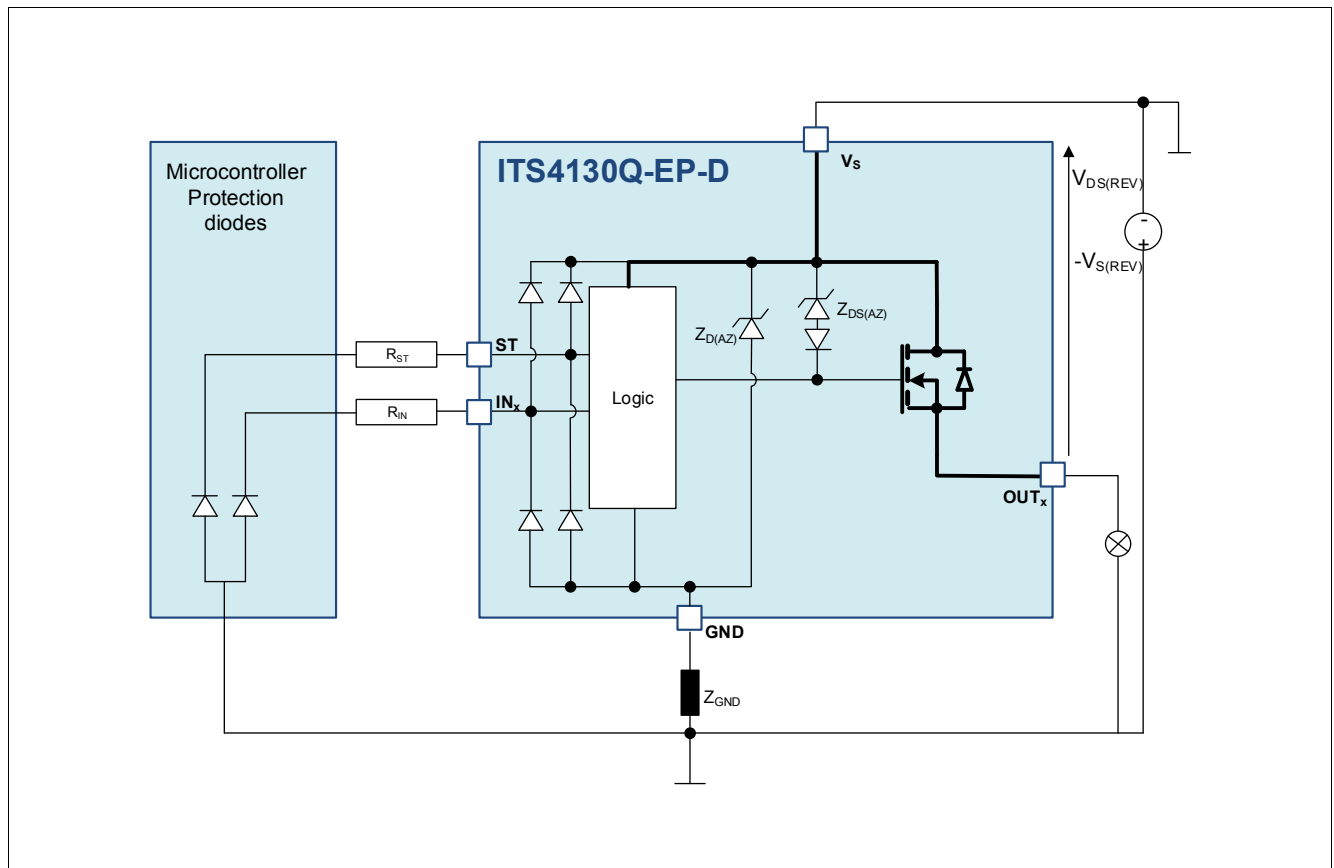 Microcontroller
Protection
diodes
ITS4130Q-EP-D
VS
VDS(REV)
-
+
-VS(REV)
ZDS(AZ)
ZD(AZ)
RST
ST
Logic
RIN
INx
OUTx
GND
ZGND